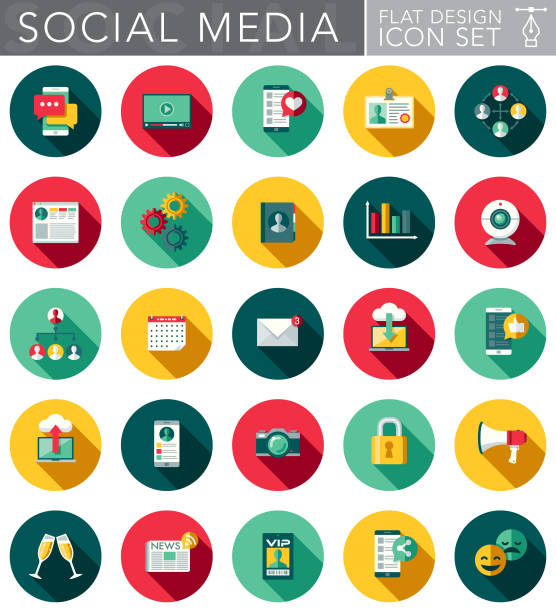 SOCIAL MEDIA
FLAT DESIGN
ICON SET
3
NEWS
VIP